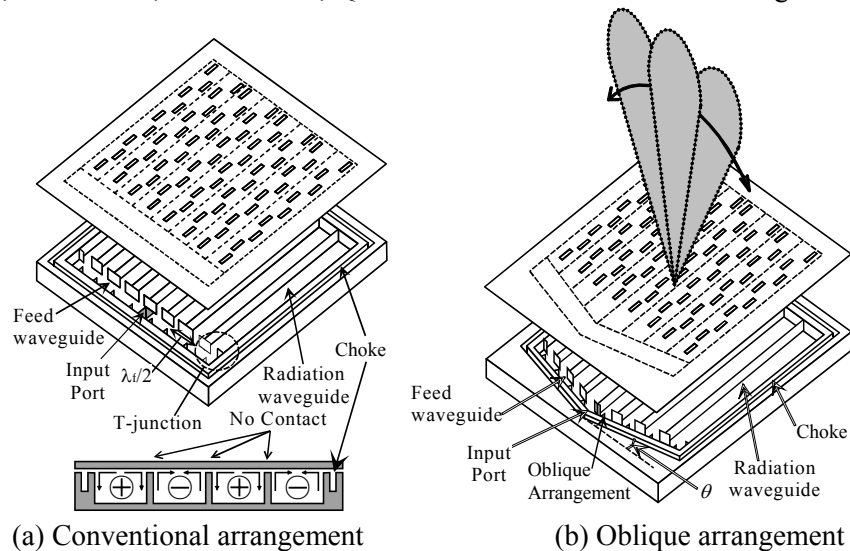 Feed
waveguide
Input
Port
λf/2
T-junction
Radiation
waveguide
No Contact
Choke
+ − + −
(a) Conventional arrangement
Feed
waveguide
Input
Port
Oblique
Arrangement
θ
Radiation
waveguide
Choke
(b) Oblique arrangement